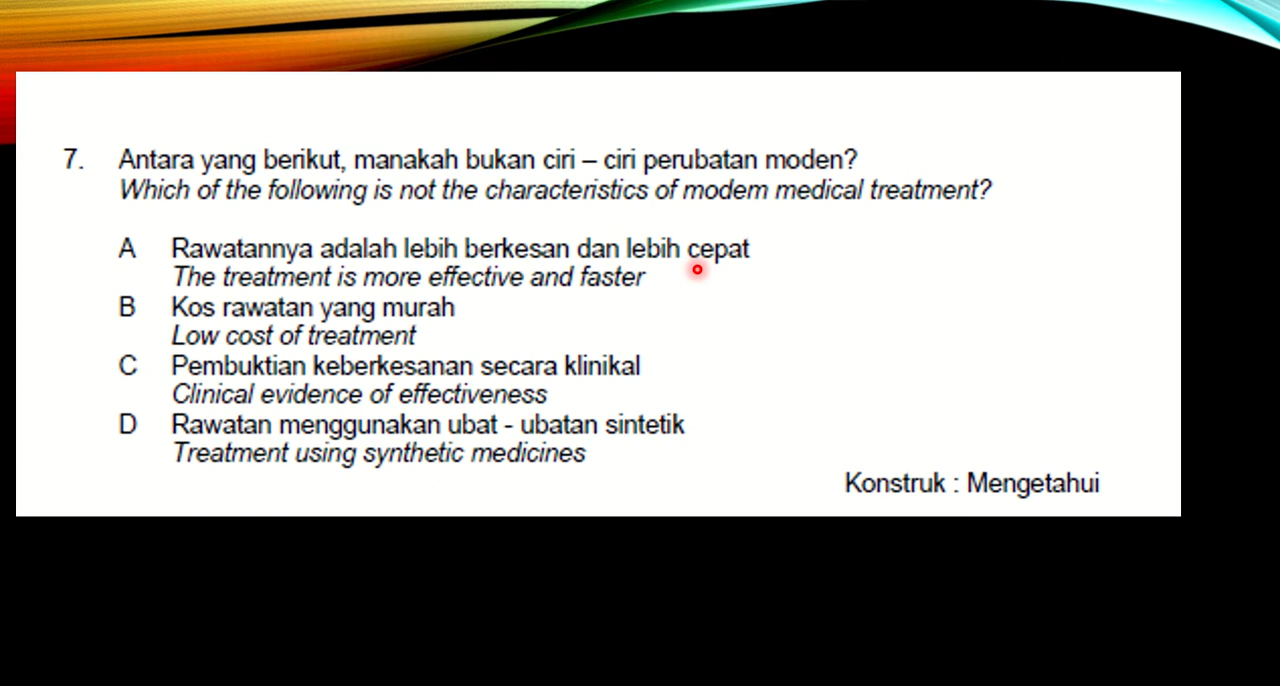 7. Antara yang berikut, manakah bukan ciri – ciri perubatan moden?
Which of the following is not the characteristics of modem medical treatment?
A Rawatannya adalah lebih berkesan dan lebih cepat
The treatment is more effective and faster
B Kos rawatan yang murah
Low cost of treatment
C Pembuktian keberkesanan secara klinikal
Clinical evidence of effectiveness
D Rawatan menggunakan ubat - ubatan sintetik
Treatment using synthetic medicines
Konstruk : Mengetahui